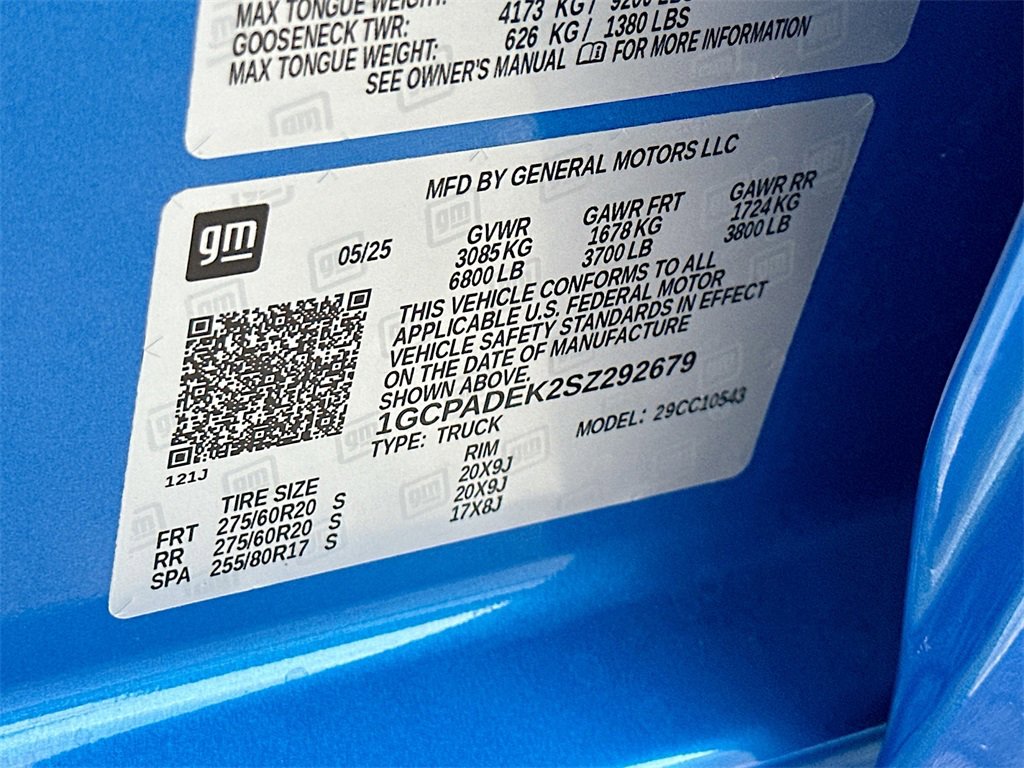 MAX TONGUE WEIGHT:
4173 KG / 9200 LBS
GOOSENECK TWR:
626 KG / 1380 LBS
MAX TONGUE WEIGHT:
SEE OWNER'S MANUAL FOR MORE INFORMATION
gm
MFD BY GENERAL MOTORS LLC
05/25
GVWR GAWR FRT GAWR RR
3085 KG 1678 KG 1724 KG
6800 LB 3700 LB 3800 LB
THIS VEHICLE CONFORMS TO ALL
APPLICABLE U.S. FEDERAL MOTOR
VEHICLE SAFETY STANDARDS IN EFFECT
ON THE DATE OF MANUFACTURE
SHOWN ABOVE.
1GCPADEK2SZ292679
TYPE: TRUCK MODEL: 29CC10543
121J
TIRE SIZE RIM
FRT 275/60R20 S 20X9J
RR 275/60R20 S 20X9J
SPA 255/80R17 S 17X8J